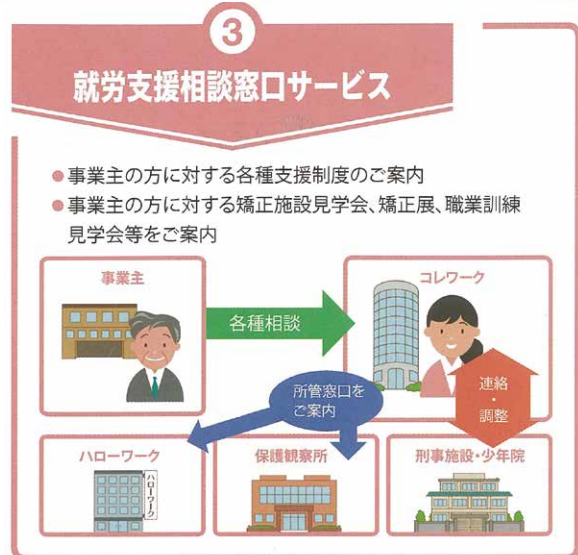 3
就労支援相談窓口サービス
●事業主の方に対する各種支援制度のご案内
●事業主の方に対する矯正施設見学会、矯正展、職業訓練
見学会等をご案内
事業主
コレワーク
各種相談
所管窓口を
ご案内
連絡
・
調整
ハローワーク
保護観察所
刑事施設・少年院
ハローワーク